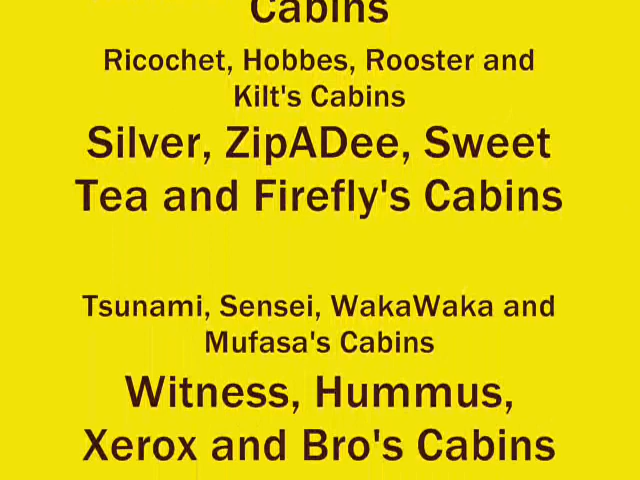 Cabins
Ricochet, Hobbes, Rooster and
Kilt's Cabins
Silver, ZipADee, Sweet
Tea and Firefly's Cabins
Tsunami, Sensei, WakaWaka and
Mufasa's Cabins
Witness, Hummus,
Xerox and Bro's Cabins